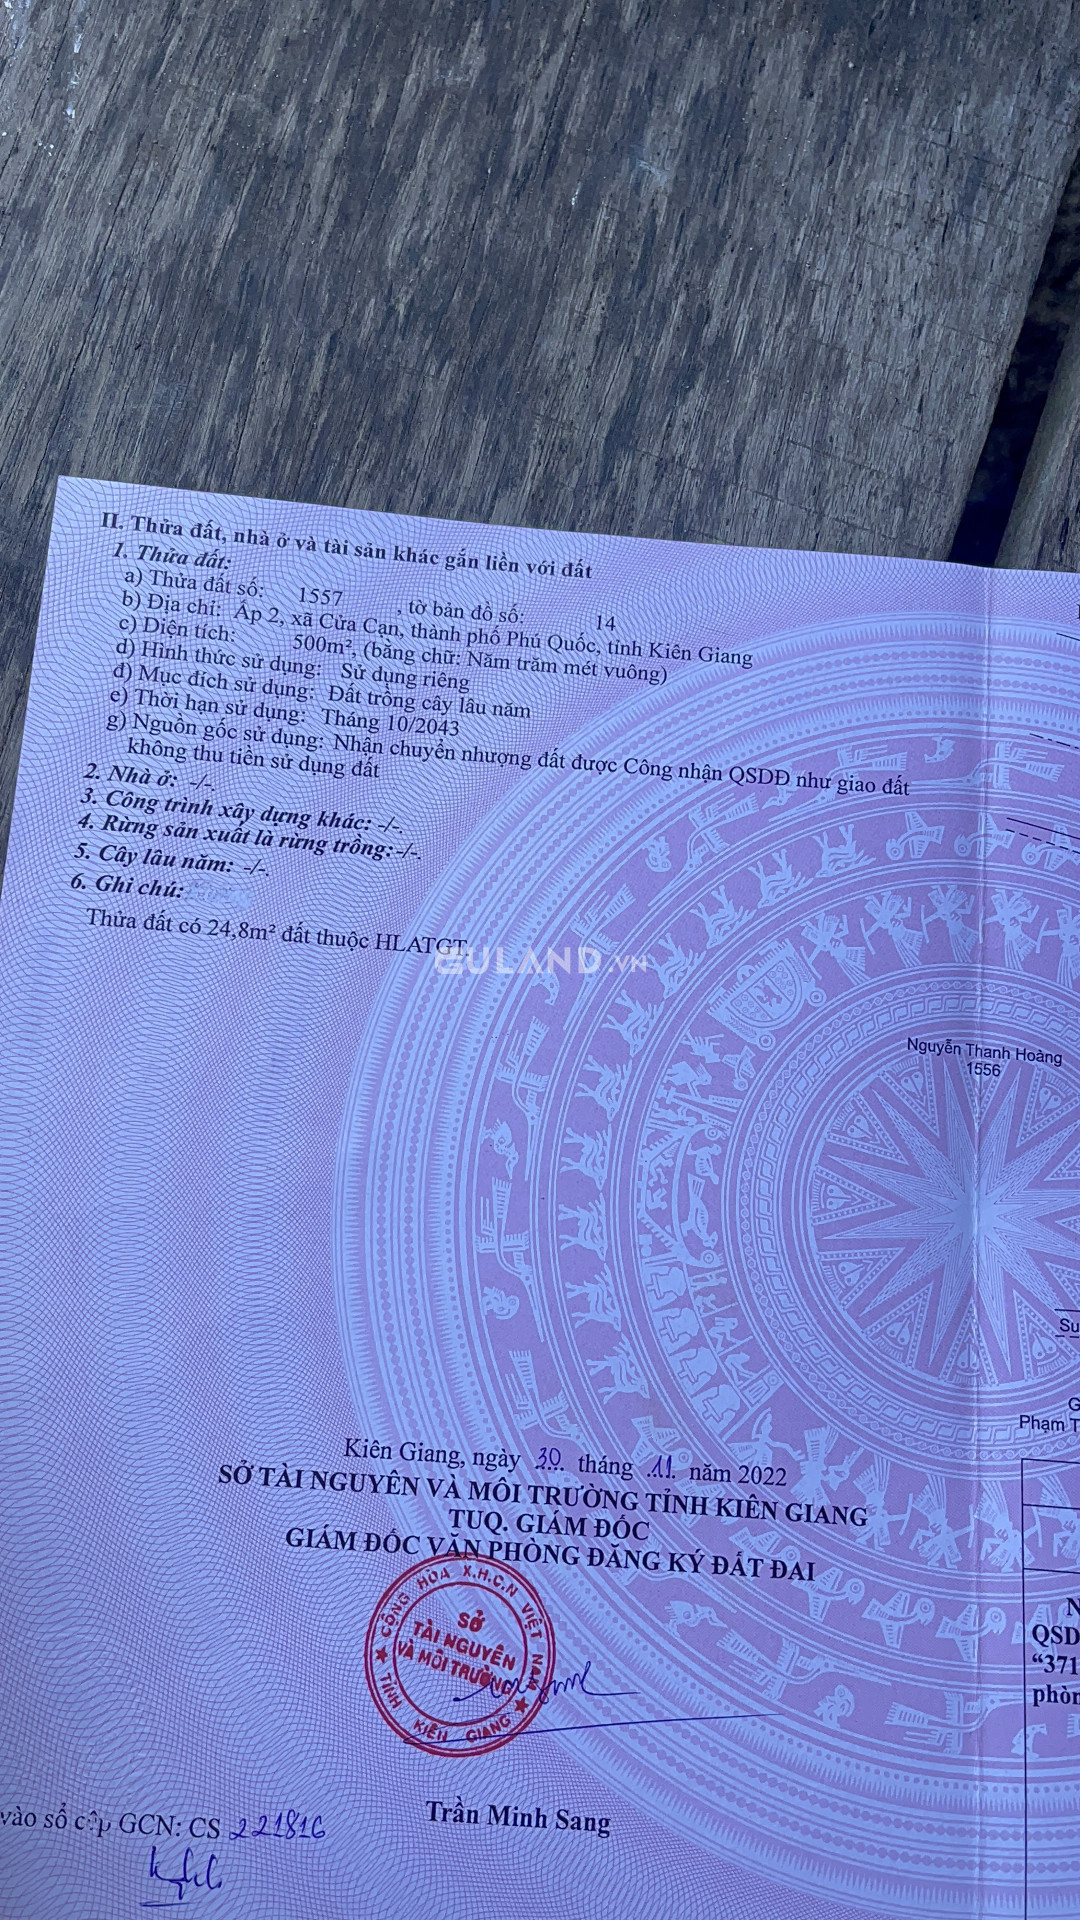 II. Thửa đất, nhà ở và tài sản khác gắn liền với đất
1. Thửa đất:
a) Thửa đất số: 1557 , tờ bản đồ số: 14
b) Địa chỉ: Ấp 2, xã Cửa Cạn, thành phố Phú Quốc, tỉnh Kiên Giang
c) Diện tích: 500m², (bằng chữ: Năm trăm mét vuông)
d) Hình thức sử dụng: Sử dụng riêng
đ) Mục đích sử dụng: Đất trồng cây lâu năm
e) Thời hạn sử dụng: Tháng 10/2043
g) Nguồn gốc sử dụng: Nhận chuyển nhượng đất được Công nhận QSDĐ như giao đất
không thu tiền sử dụng đất
2. Nhà ở: -/-.
3. Công trình xây dựng khác: -/-.
4. Rừng sản xuất là rừng trồng: -/-.
5. Cây lâu năm: -/-.
6. Ghi chú:
Thửa đất có 24,8m² đất thuộc HLATGT.
GULAND.VN
Nguyễn Thanh Hoàng
1556
Su
G
Phạm T
Kiên Giang, ngày 30 tháng 11 năm 2022
SỞ TÀI NGUYÊN VÀ MÔI TRƯỜNG TỈNH KIÊN GIANG
TUQ. GIÁM ĐỐC
GIÁM ĐỐC VĂN PHÒNG ĐĂNG KÝ ĐẤT ĐAI
CỘNG HÒA X.H.C.N VIỆT NAM
SỞ
TÀI NGUYÊN
VÀ MÔI TRƯỜNG
TỈNH KIÊN GIANG
N
QSD
“371
phòn
Trần Minh Sang
vào sổ cấp GCN: CS 221816